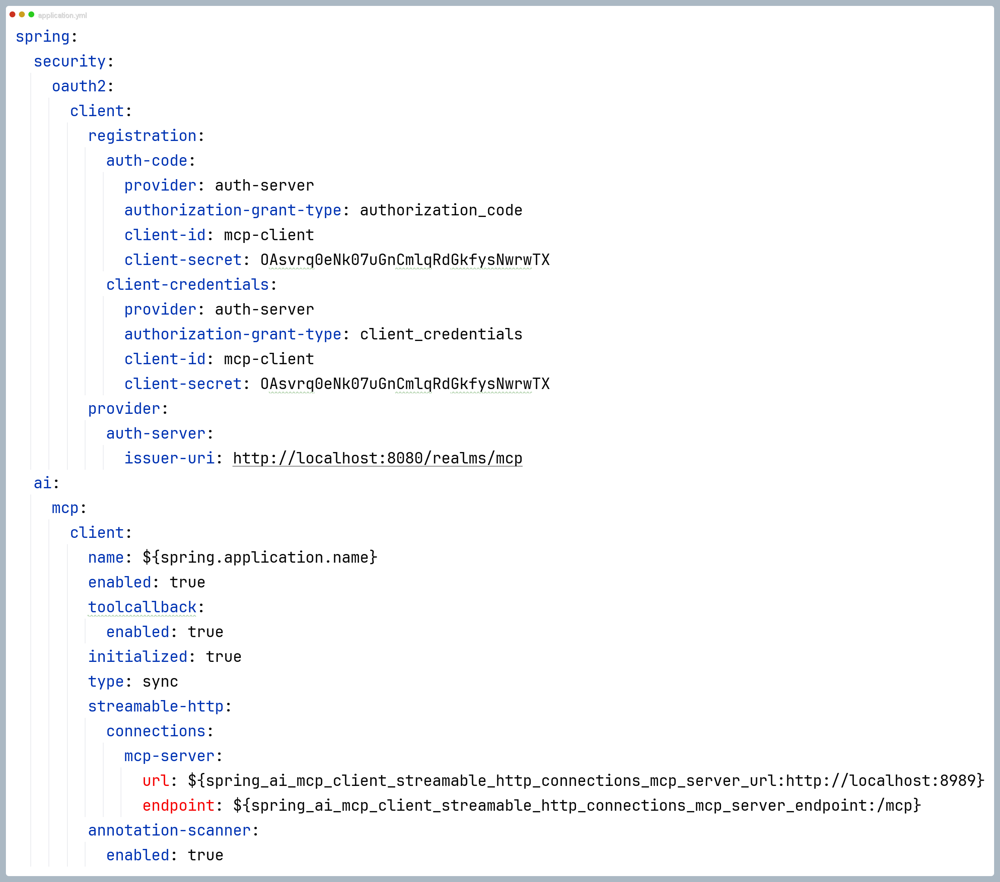 application.yml
spring:
  security:
    oauth2:
      client:
        registration:
          auth-code:
            provider: auth-server
            authorization-grant-type: authorization_code
            client-id: mcp-client
            client-secret: OAsvrq0eNk07uGnCmlqRdGkfysNwrwTX
          client-credentials:
            provider: auth-server
            authorization-grant-type: client_credentials
            client-id: mcp-client
            client-secret: OAsvrq0eNk07uGnCmlqRdGkfysNwrwTX
        provider:
          auth-server:
            issuer-uri: http://localhost:8080/realms/mcp
  ai:
    mcp:
      client:
        name: ${spring.application.name}
        enabled: true
        toolcallback:
          enabled: true
        initialized: true
        type: sync
        streamable-http:
          connections:
            mcp-server:
              url: ${spring_ai_mcp_client_streamable_http_connections_mcp_server_url:http://localhost:8989}
              endpoint: ${spring_ai_mcp_client_streamable_http_connections_mcp_server_endpoint:/mcp}
        annotation-scanner:
          enabled: true